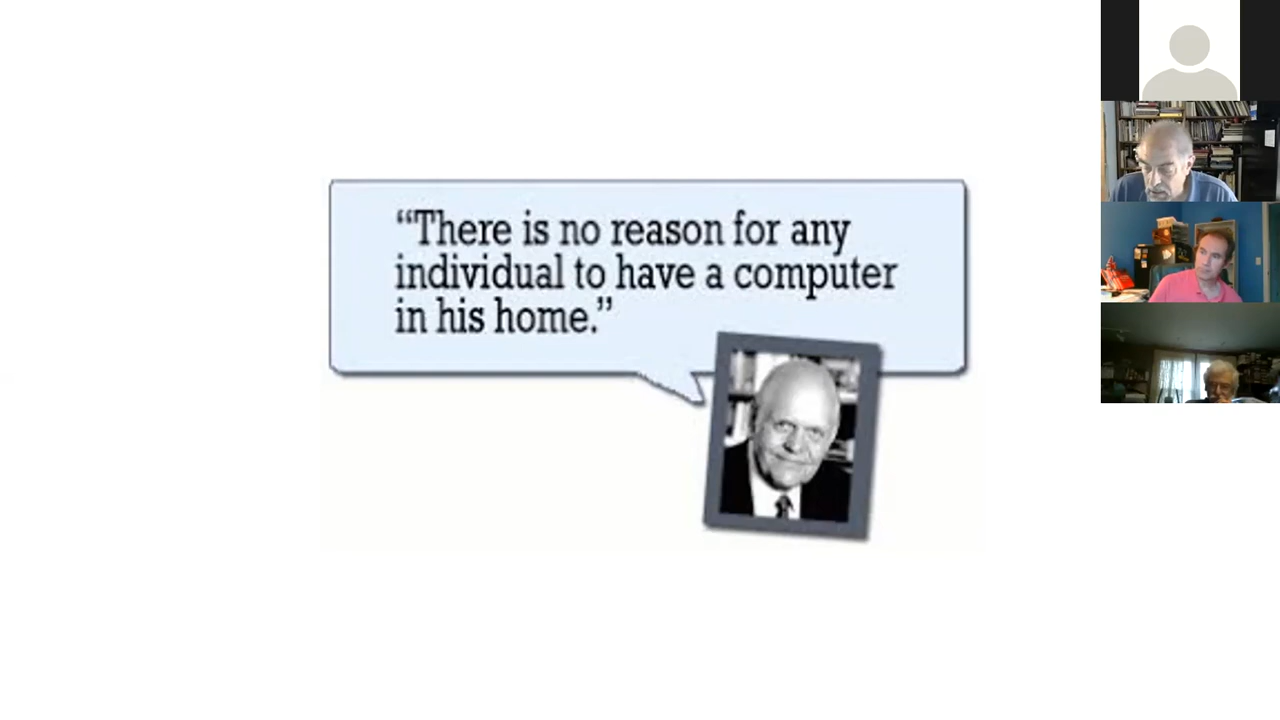 “There is no reason for any
individual to have a computer
in his home.”